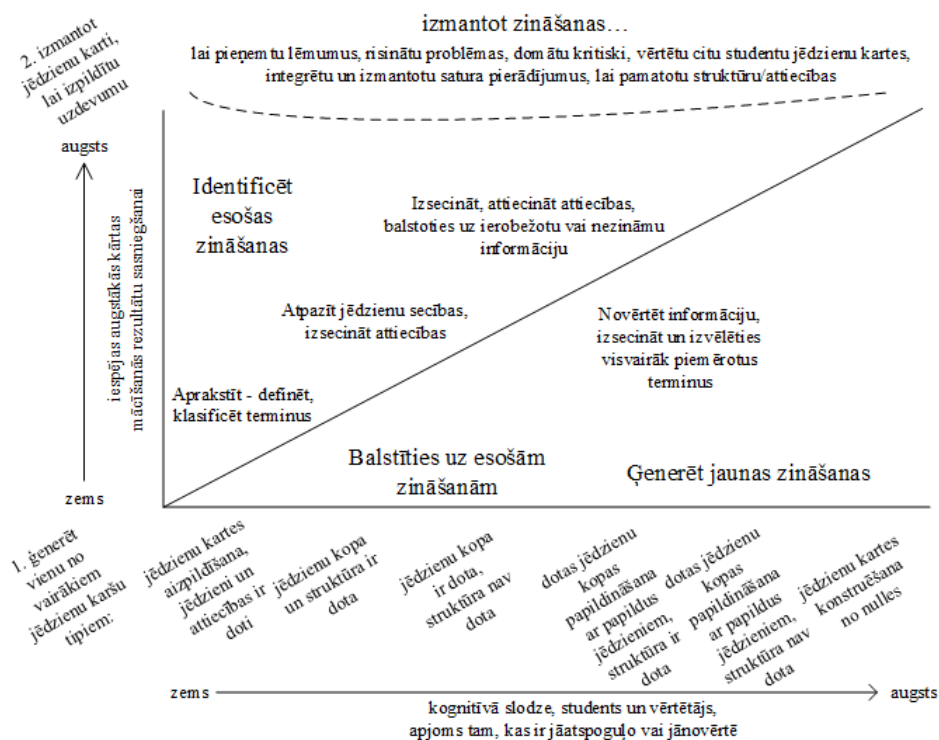 izmantot zināšanas…
lai pieņemtu lēmumus, risinātu problēmas, domātu kritiski, vērtētu citu studentu jēdzienu kartes,
integrētu un izmantotu satura pierādījumus, lai pamatotu struktūru/attiecības
2. izmantot
jēdzienu karti,
lai izpildītu
uzdevumu
augsts
iespējas augstākās kārtas
mācīšanās rezultātu sasniegšanai
zems
Identificēt
esošas
zināšanas
Izsecināt, attiecināt attiecības,
balstoties uz ierobežotu vai nezināmu
informāciju
Atpazīt jēdzienu secības,
izsecināt attiecības
Novērtēt informāciju,
izsecināt un izvēlēties
visvairāk piemērotus
terminus
Aprakstīt - definēt,
klasificēt terminus
Balstīties uz esošām
zināšanām
Ģenerēt jaunas zināšanas
1. ģenerēt
vienu no
vairākiem
jēdzienu karšu
tipiem:
jēdzienu kartes
aizpildīšana,
jēdzieni un
attiecības ir
doti
jēdzienu kopa
un struktūra ir
dota
jēdzienu kopa
ir dota,
struktūra nav
dota
dotas jēdzienu
kopas
papildināšana
ar papildus
jēdzieniem,
struktūra ir
dota
dotas jēdzienu
kopas
papildināšana
ar papildus
jēdzieniem,
struktūra nav
dota
jēdzienu kartes
konstruēšana
no nulles
zems
augsts
kognitīvā slodze, students un vērtētājs,
apjoms tam, kas ir jāatspoguļo vai jānovērtē